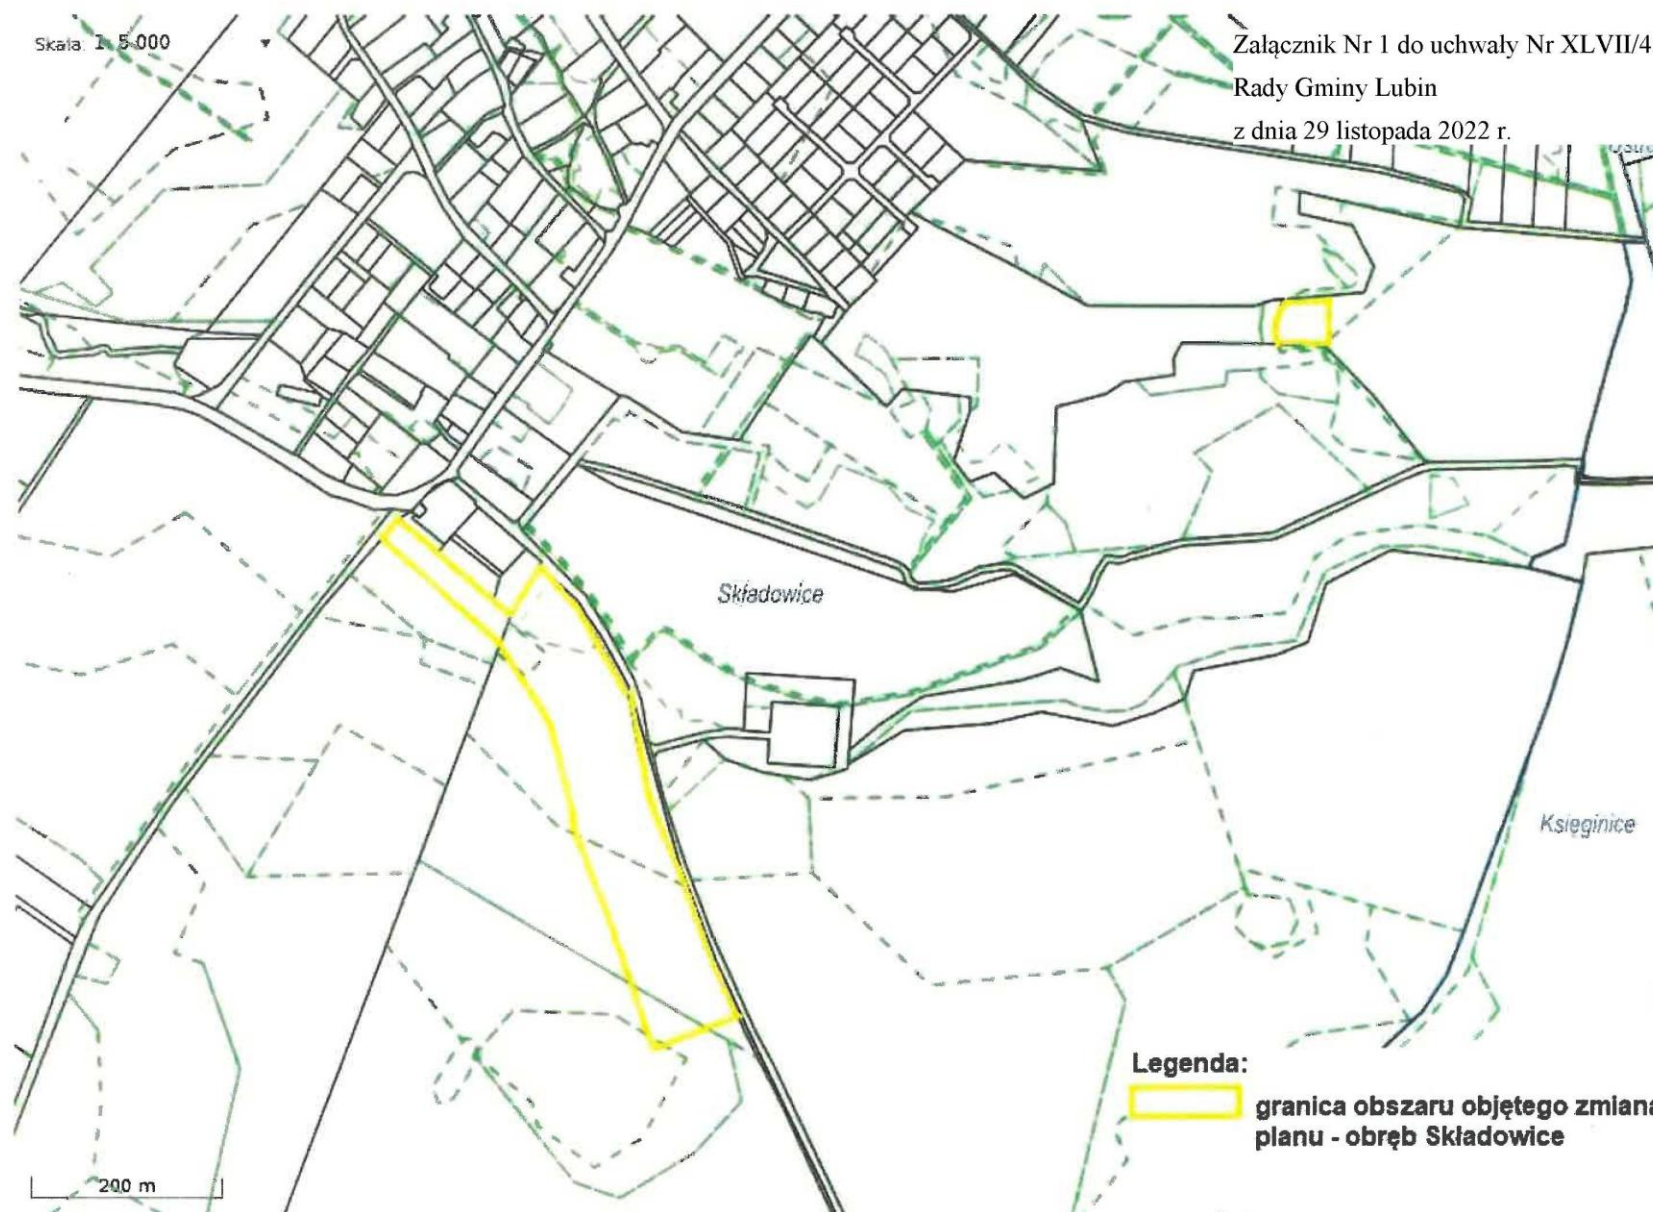 Skala: 1:5 000
Załącznik Nr 1 do uchwały Nr XLVII/4
Rady Gminy Lubin
z dnia 29 listopada 2022 r.
Składowice
Księginice
Legenda:
granica obszaru objętego zmianą
planu - obręb Składowice
200 m